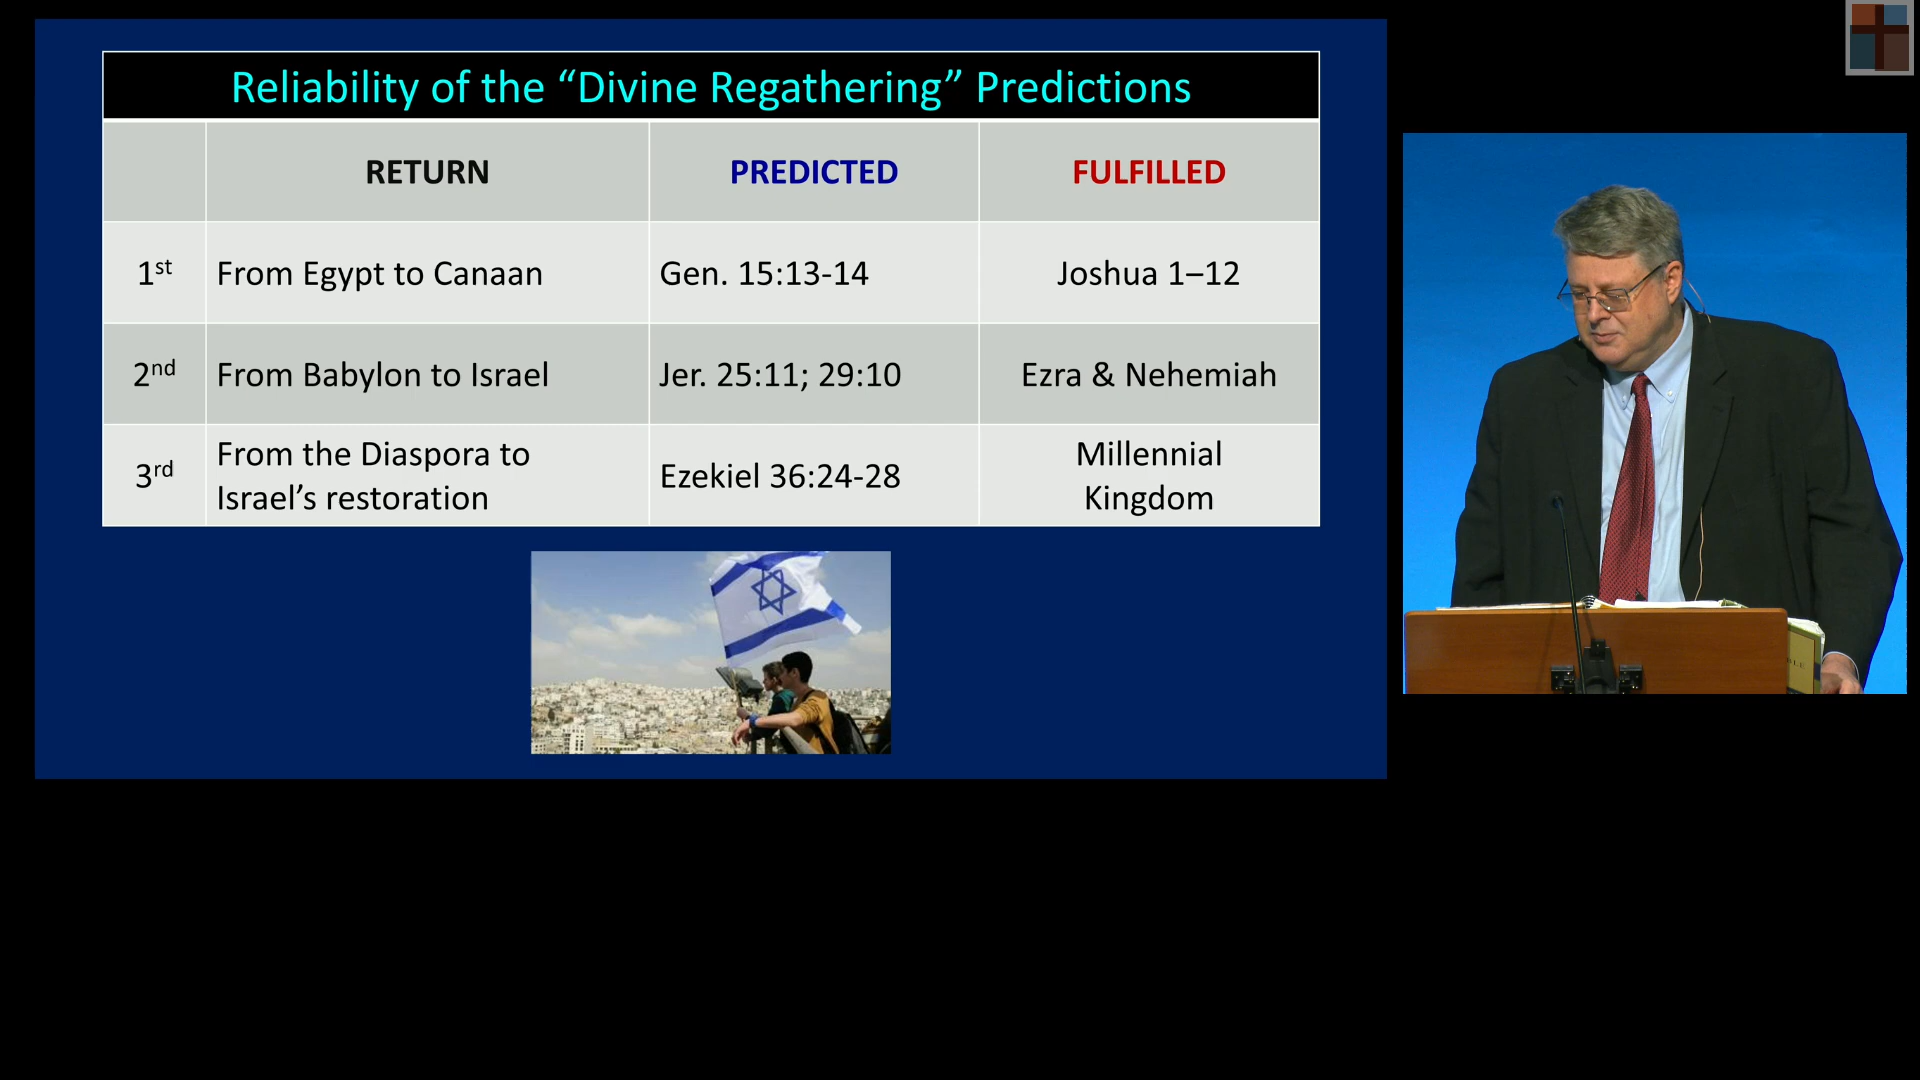 Reliability of the “Divine Regathering” Predictions
RETURN PREDICTED FULFILLED
1st From Egypt to Canaan Gen. 15:13-14 Joshua 1–12
2nd From Babylon to Israel Jer. 25:11; 29:10 Ezra & Nehemiah
3rd From the Diaspora to Israel’s restoration Ezekiel 36:24-28 Millennial Kingdom